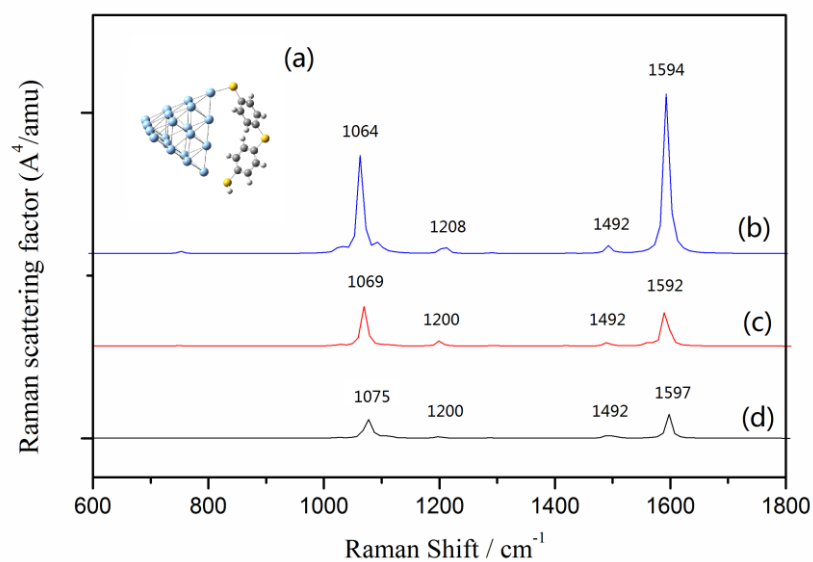 (a)
1594
1064
1208
1492
(b)
1069
1592
1200
1492
(c)
1075
1597
1200
1492
(d)
600 800 1000 1200 1400 1600 1800
Raman Shift / cm-1
Raman scattering factor (A4/amu)